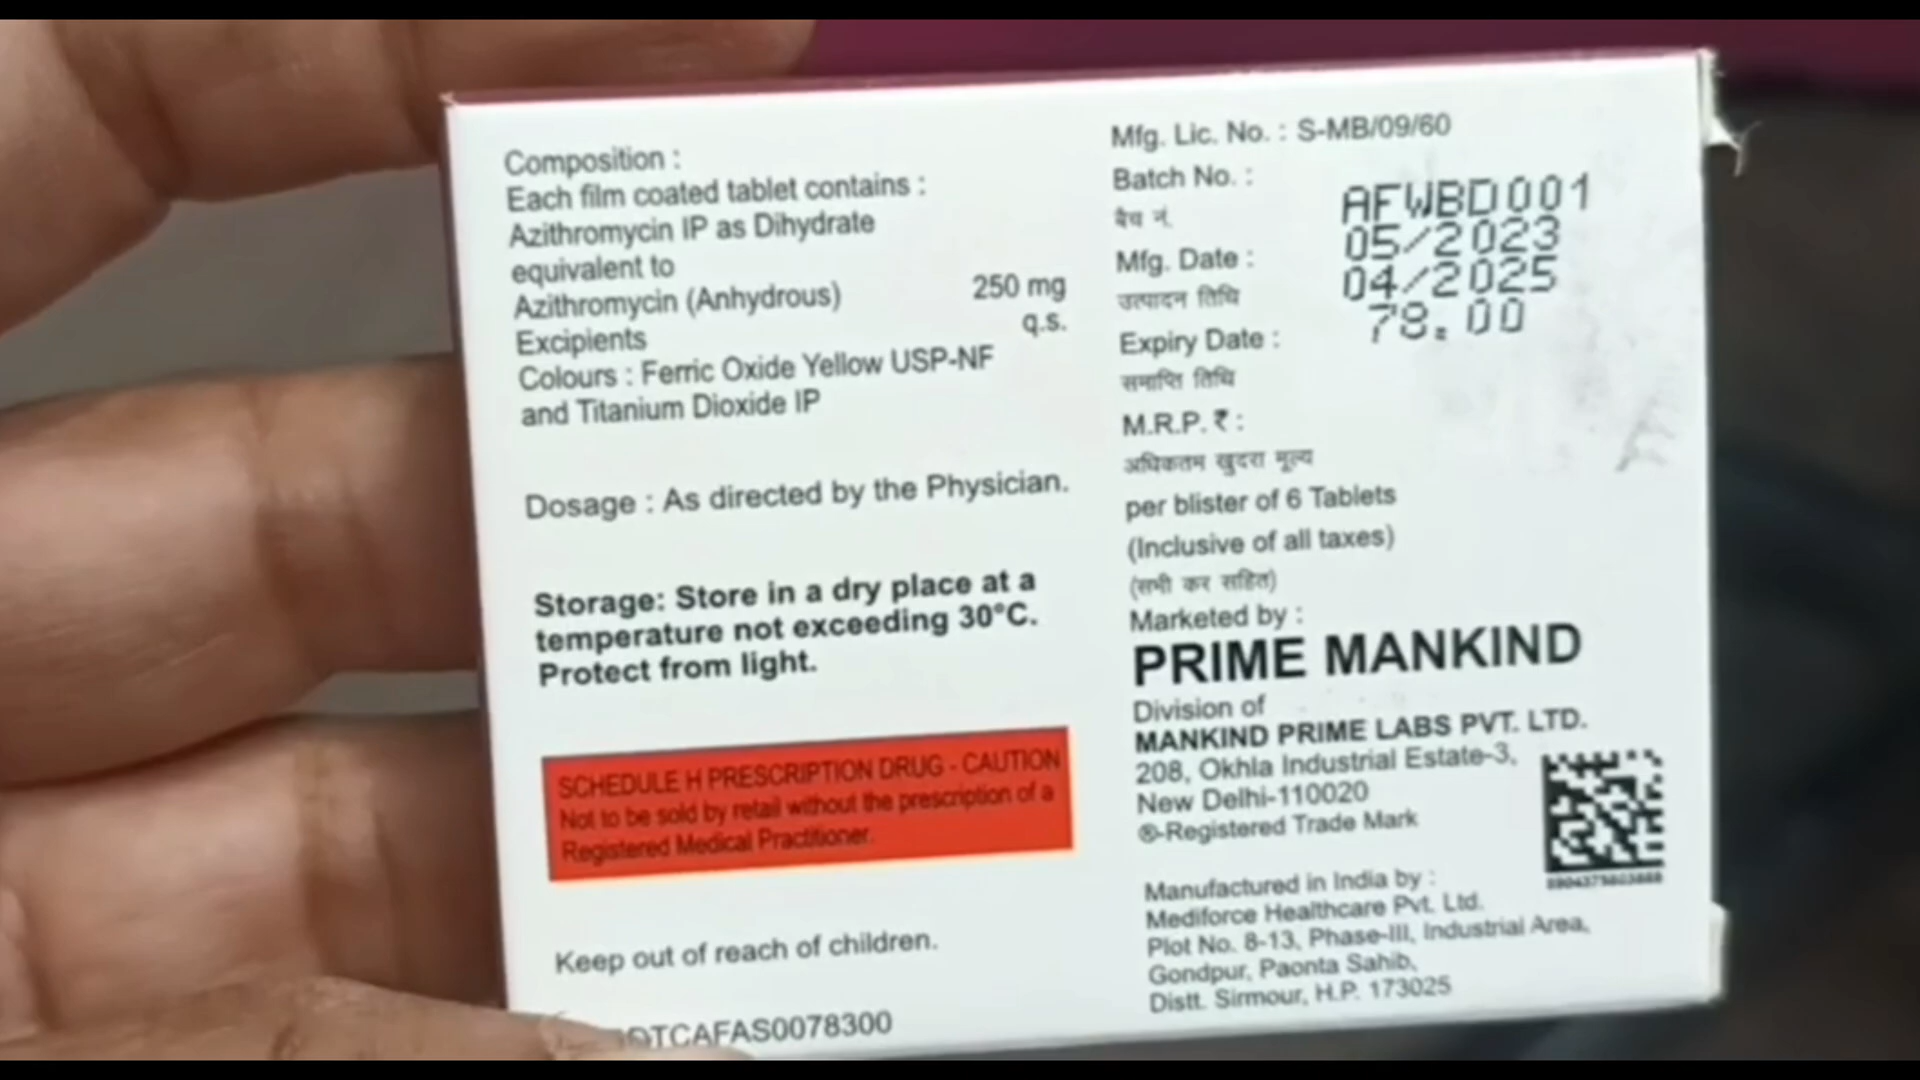 Composition :
Each film coated tablet contains :
Azithromycin IP as Dihydrate
equivalent to
Azithromycin (Anhydrous) 250 mg
Excipients q.s.
Colours : Ferric Oxide Yellow USP-NF
and Titanium Dioxide IP
Dosage : As directed by the Physician.
Storage: Store in a dry place at a
temperature not exceeding 30°C.
Protect from light.
SCHEDULE H PRESCRIPTION DRUG - CAUTION
Not to be sold by retail without the prescription of a
Registered Medical Practitioner.
Keep out of reach of children.
DTCAFAS0078300
Mfg. Lic. No. : S-MB/09/60
Batch No. :
बैच नं.
AFWBD001
05/2023
Mfg. Date :
04/2025
उत्पादन तिथि
78.00
Expiry Date :
समाप्ति तिथि
M.R.P. ₹ :
अधिकतम खुदरा मूल्य
per blister of 6 Tablets
(Inclusive of all taxes)
(सभी कर सहित)
Marketed by :
PRIME MANKIND
Division of
MANKIND PRIME LABS PVT. LTD.
208, Okhla Industrial Estate-3,
New Delhi-110020
®-Registered Trade Mark
Manufactured in India by :
Mediforce Healthcare Pvt. Ltd.
Plot No. 8-13, Phase-III, Industrial Area,
Gondpur, Paonta Sahib,
Distt. Sirmour, H.P. 173025